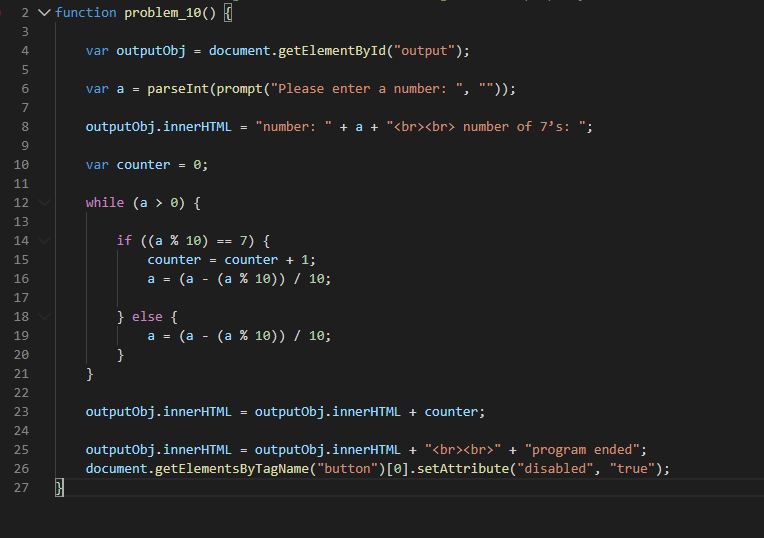 2 function problem_10() {
3
4 var outputObj = document.getElementById("output");
5
6 var a = parseInt(prompt("Please enter a number: ", ""));
7
8 outputObj.innerHTML = "number: " + a + "<br><br> number of 7’s: ";
9
10 var counter = 0;
11
12 while (a > 0) {
13
14 if ((a % 10) == 7) {
15 counter = counter + 1;
16 a = (a - (a % 10)) / 10;
17
18 } else {
19 a = (a - (a % 10)) / 10;
20 }
21 }
22
23 outputObj.innerHTML = outputObj.innerHTML + counter;
24
25 outputObj.innerHTML = outputObj.innerHTML + "<br><br>" + "program ended";
26 document.getElementsByTagName("button")[0].setAttribute("disabled", "true");
27 }